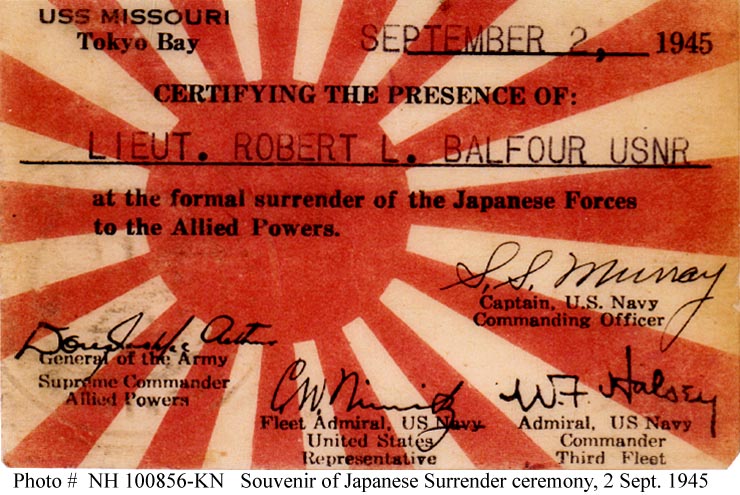 USS MISSOURI
Tokyo Bay
SEPTEMBER 2, 1945
CERTIFYING THE PRESENCE OF:
LIEUT. ROBERT L. BALFOUR USNR
at the formal surrender of the Japanese Forces
to the Allied Powers.
S. S. Murray
Captain, U.S. Navy
Commanding Officer
Douglas MacArthur
General of the Army
Supreme Commander
Allied Powers
C.W. Nimitz
Fleet Admiral, US Navy
United States
Representative
W F Halsey
Admiral, US Navy
Commander
Third Fleet
Photo # NH 100856-KN Souvenir of Japanese Surrender ceremony, 2 Sept. 1945